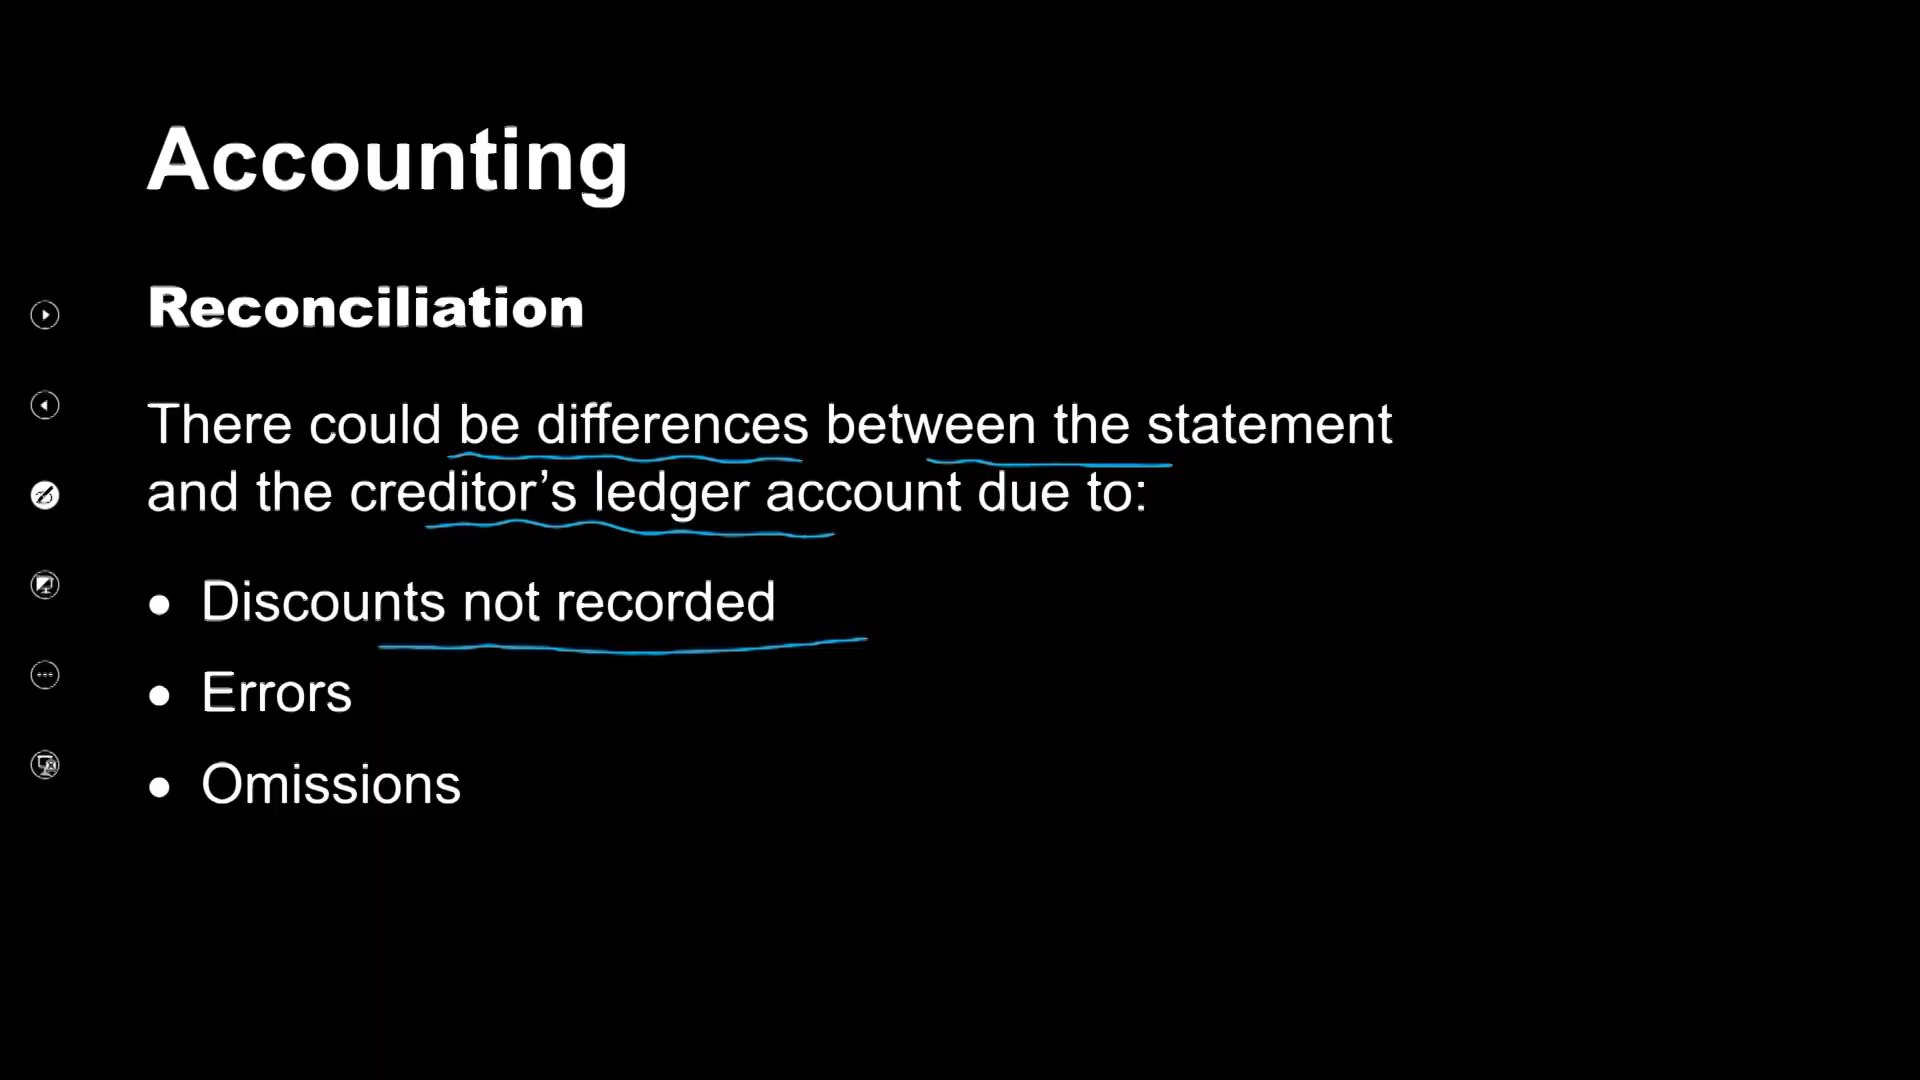 Accounting
Reconciliation
There could be differences between the statement
and the creditor’s ledger account due to:
● Discounts not recorded
● Errors
● Omissions